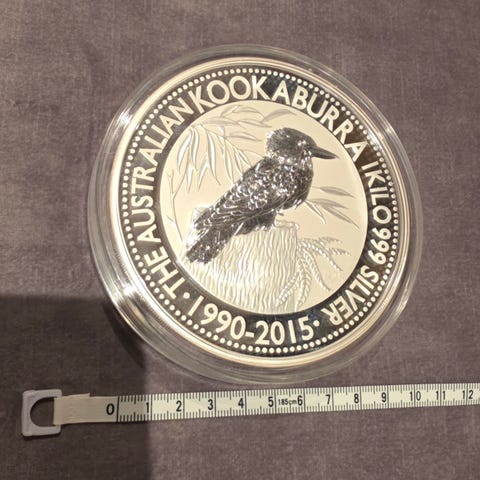 THE AUSTRALIAN KOOKABURRA 1 KILO 999 SILVER
· 1990-2015 ·
0 1 2 3 4 5 185cm 6 7 8 9 10 11 12